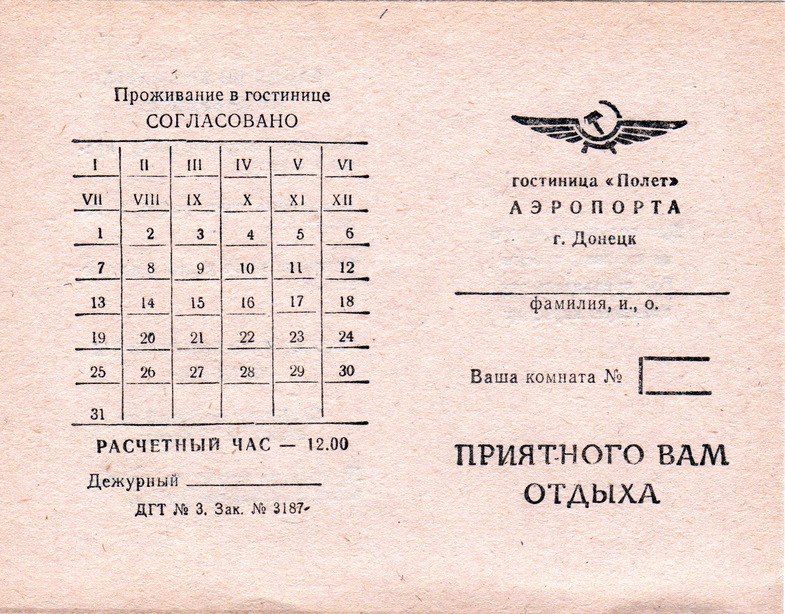 Проживание в гостинице
СОГЛАСОВАНО
I II III IV V VI
VII VIII IX X XI XII
1 2 3 4 5 6
7 8 9 10 11 12
13 14 15 16 17 18
19 20 21 22 23 24
25 26 27 28 29 30
31
РАСЧЕТНЫЙ ЧАС — 12.00
Дежурный
ДГТ № 3. Зак. № 3187-
гостиница «Полет»
АЭРОПОРТА
г. Донецк
фамилия, и., о.
Ваша комната №
ПРИЯТНОГО ВАМ
ОТДЫХА